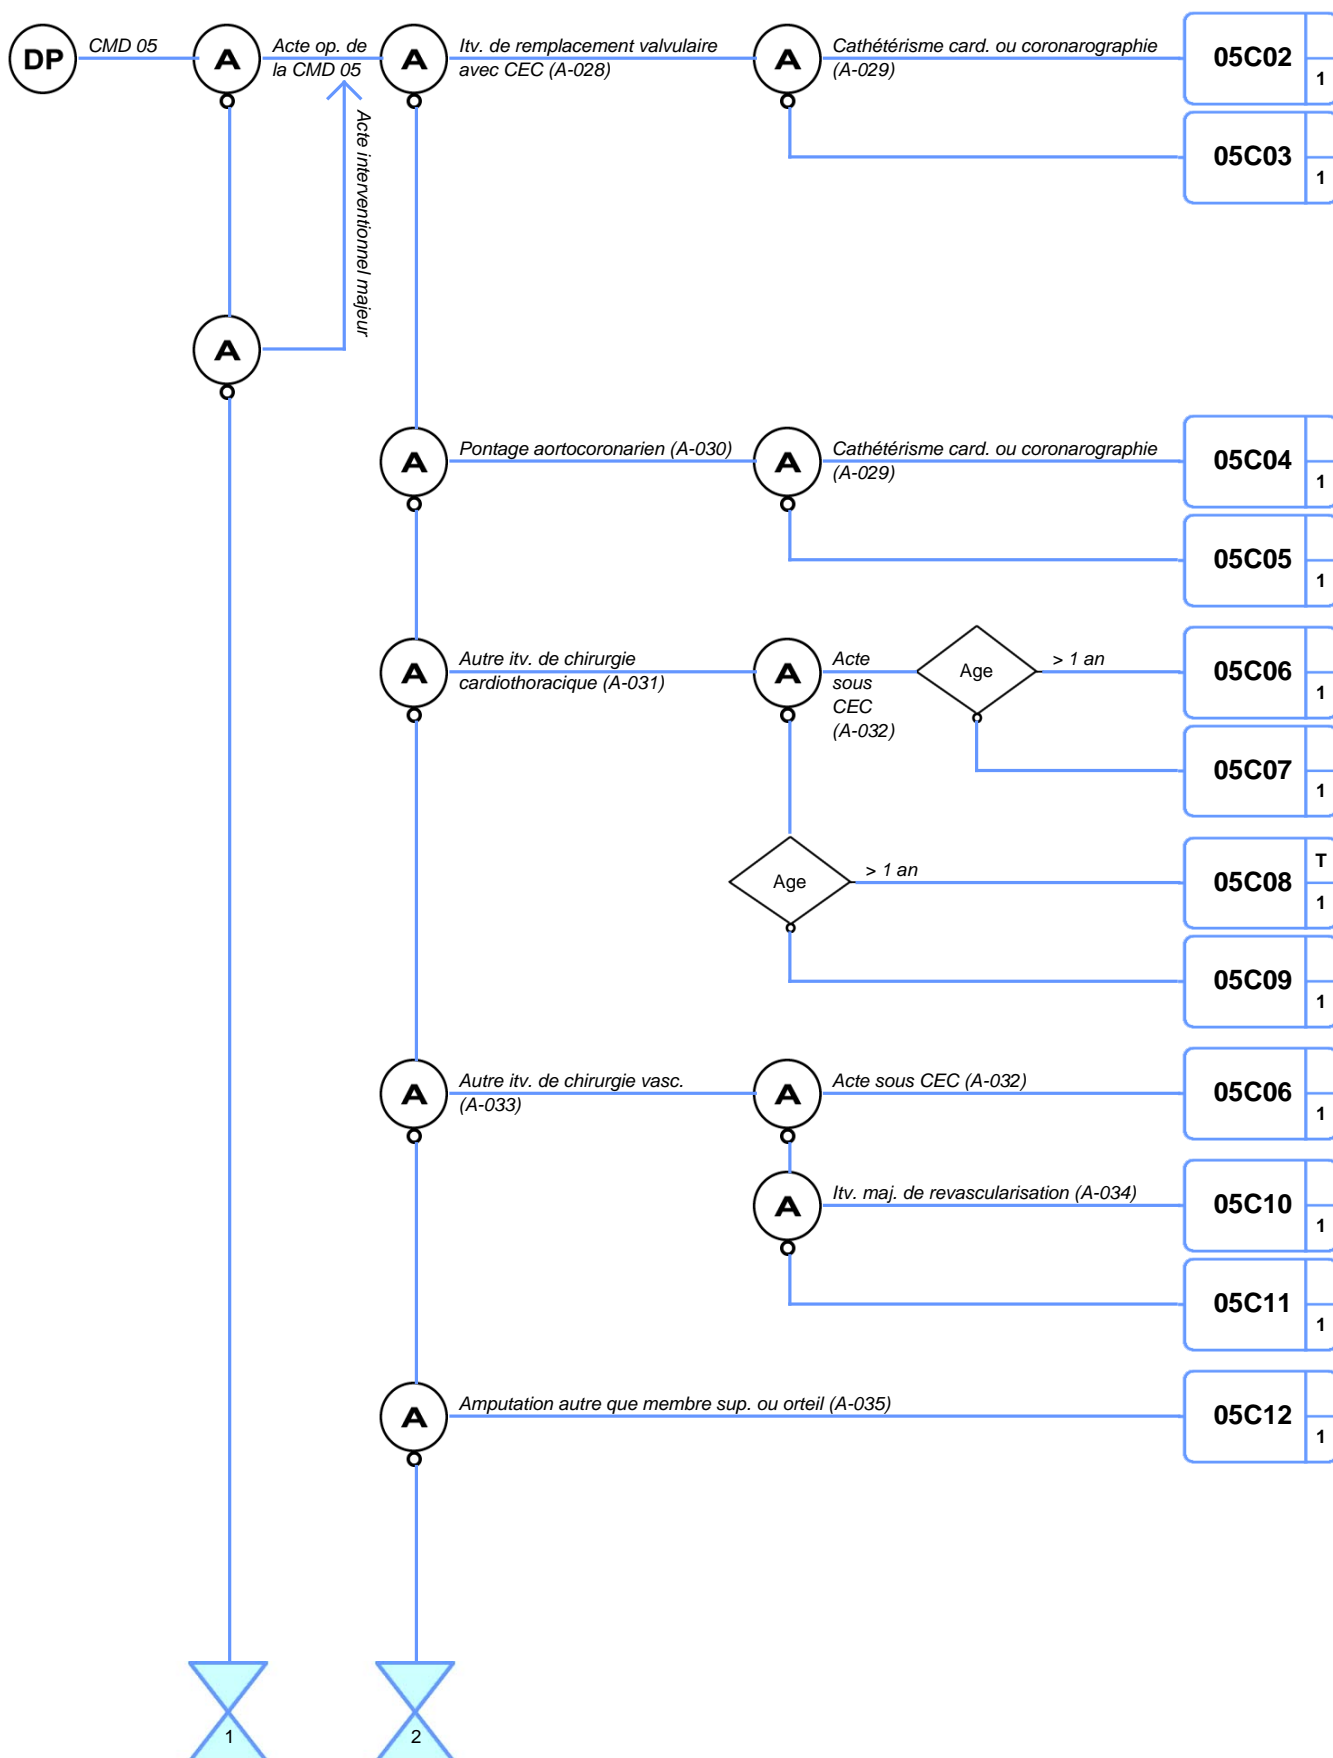 DP
CMD 05
A
Acte op. de
la CMD 05
A
Itv. de remplacement valvulaire
avec CEC (A-028)
A
Cathétérisme card. ou coronarographie
(A-029)
05C02
1
Acte interventionnel majeur
05C03
1
A
A
Pontage aortocoronarien (A-030)
A
Cathétérisme card. ou coronarographie
(A-029)
05C04
1
05C05
1
A
Autre itv. de chirurgie
cardiothoracique (A-031)
A
Acte
sous
CEC
(A-032)
Age
> 1 an
05C06
1
05C07
1
Age
> 1 an
05C08
T
1
05C09
1
A
Autre itv. de chirurgie vasc.
(A-033)
A
Acte sous CEC (A-032)
05C06
1
A
Itv. maj. de revascularisation (A-034)
05C10
1
05C11
1
A
Amputation autre que membre sup. ou orteil (A-035)
05C12
1
1
2